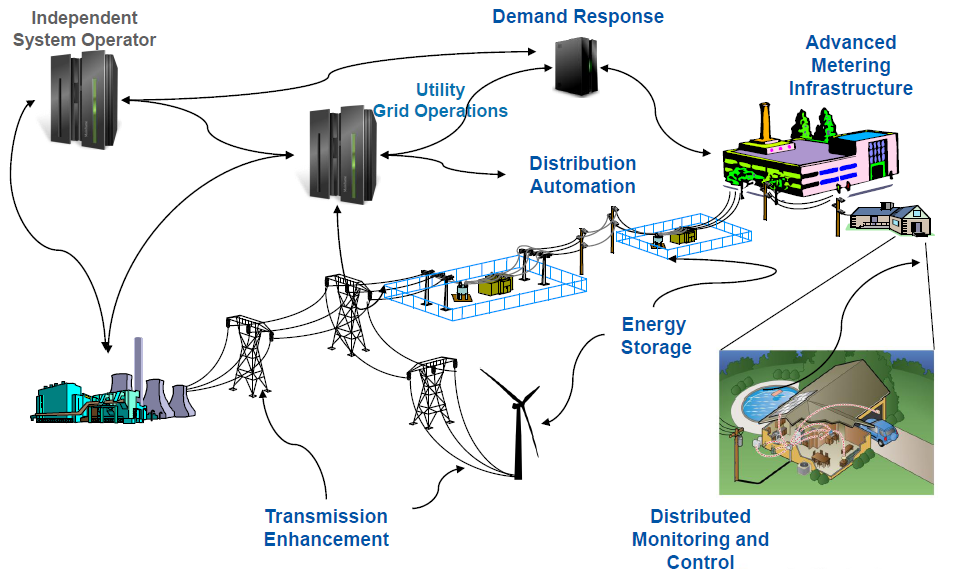 Independent
System Operator
Demand Response
Advanced
Metering
Infrastructure
Utility
Grid Operations
Distribution
Automation
Energy
Storage
Transmission
Enhancement
Distributed
Monitoring and
Control